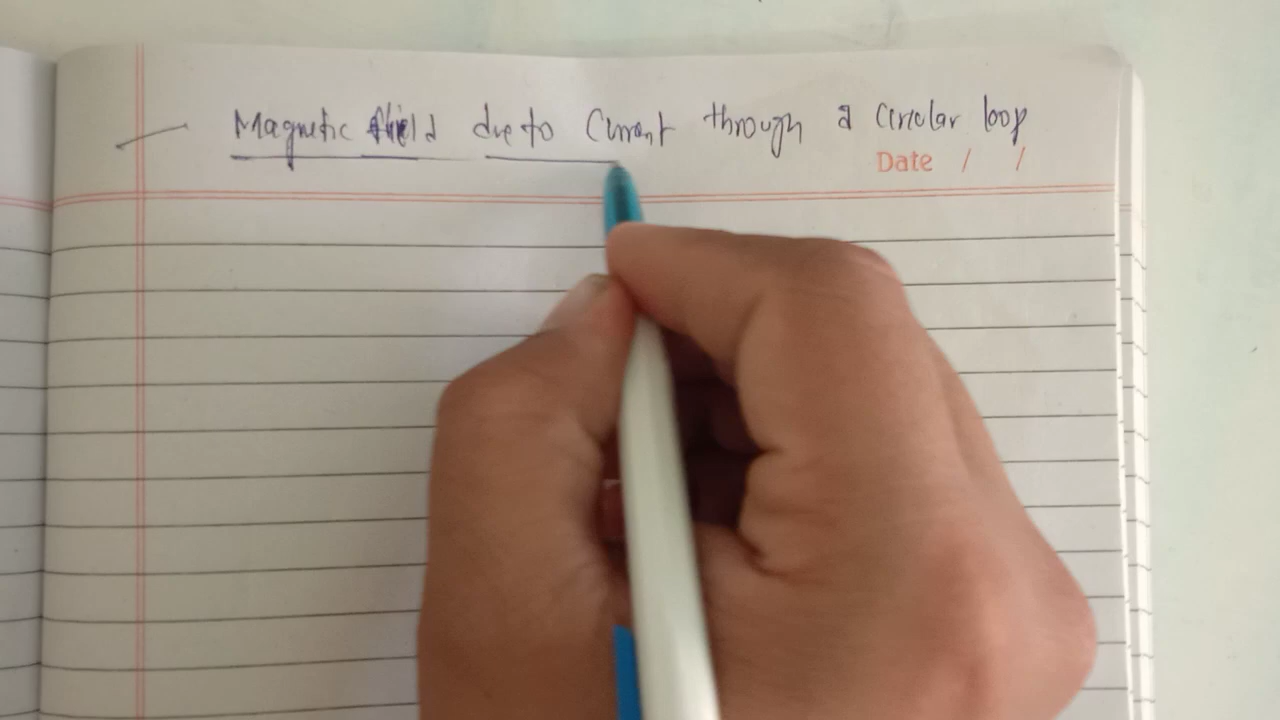 Magnetic field due to Current through a circular loop
Date / /